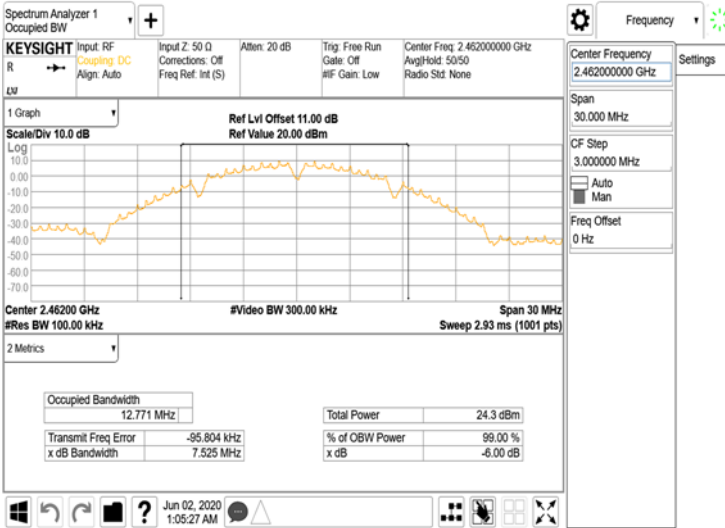 Spectrum Analyzer 1
Occupied BW
Frequency
KEYSIGHT
R
LXI
Input: RF
Coupling: DC
Align: Auto
Input Z: 50 Ω
Corrections: Off
Freq Ref: Int (S)
Atten: 20 dB
Trig: Free Run
Gate: Off
#IF Gain: Low
Center Freq: 2.462000000 GHz
Avg|Hold: 50/50
Radio Std: None
Center Frequency
2.462000000 GHz
Settings
Span
30.000 MHz
CF Step
3.000000 MHz
Auto
Man
Freq Offset
0 Hz
1 Graph
Scale/Div 10.0 dB
Ref Lvl Offset 11.00 dB
Ref Value 20.00 dBm
Log
10.0
0.00
-10.0
-20.0
-30.0
-40.0
-50.0
-60.0
-70.0
Center 2.46200 GHz
#Res BW 100.00 kHz
#Video BW 300.00 kHz
Span 30 MHz
Sweep 2.93 ms (1001 pts)
2 Metrics
Occupied Bandwidth
12.771 MHz
Transmit Freq Error -95.804 kHz
x dB Bandwidth 7.525 MHz
Total Power 24.3 dBm
% of OBW Power 99.00 %
x dB -6.00 dB
Jun 02, 2020
1:05:27 AM